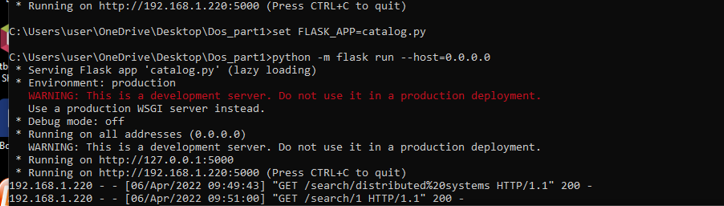 * Running on http://192.168.1.220:5000 (Press CTRL+C to quit)
C:\Users\user\OneDrive\Desktop\Dos_part1>set FLASK_APP=catalog.py
C:\Users\user\OneDrive\Desktop\Dos_part1>python -m flask run --host=0.0.0.0
* Serving Flask app 'catalog.py' (lazy loading)
* Environment: production
WARNING: This is a development server. Do not use it in a production deployment.
Use a production WSGI server instead.
* Debug mode: off
* Running on all addresses (0.0.0.0)
WARNING: This is a development server. Do not use it in a production deployment.
* Running on http://127.0.0.1:5000
* Running on http://192.168.1.220:5000 (Press CTRL+C to quit)
192.168.1.220 - - [06/Apr/2022 09:49:43] "GET /search/distributed%20systems HTTP/1.1" 200 -
192.168.1.220 - - [06/Apr/2022 09:51:00] "GET /search/1 HTTP/1.1" 200 -